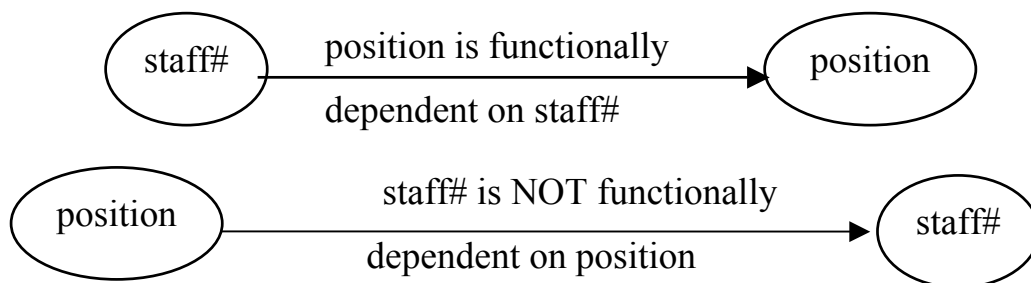 staff#
position is functionally
dependent on staff#
position
position
staff# is NOT functionally
dependent on position
staff#